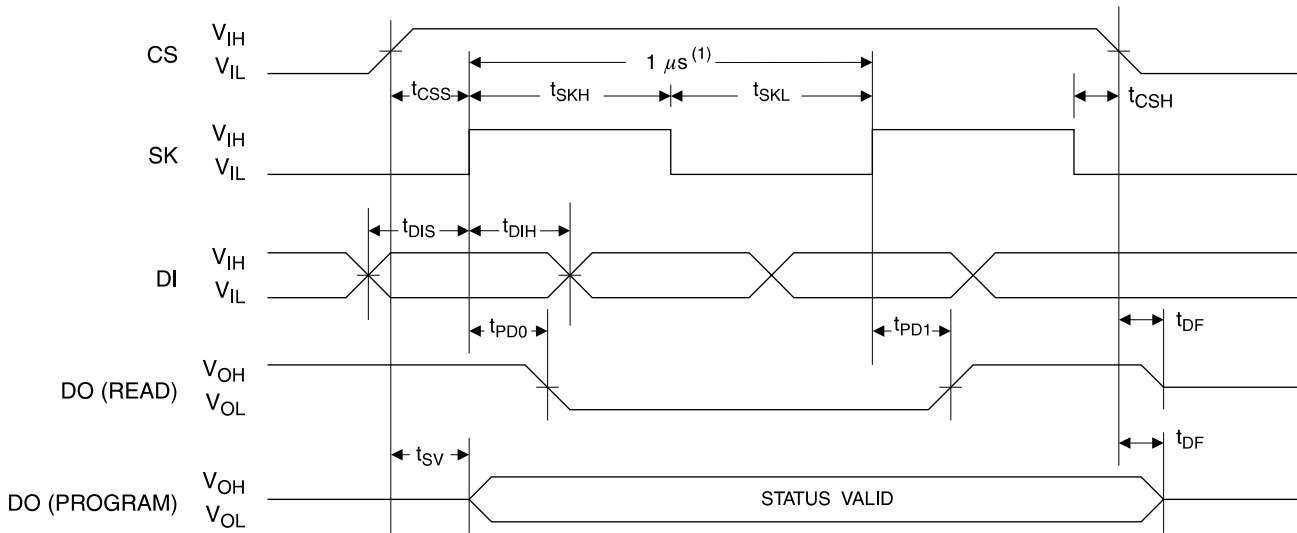 CS
V_IH
V_IL
1 μs (1)
t_CSS
t_SKH
t_SKL
t_CSH
SK
V_IH
V_IL
t_DIS
t_DIH
DI
V_IH
V_IL
t_PD0
t_PD1
t_DF
DO (READ)
V_OH
V_OL
t_SV
t_DF
DO (PROGRAM)
V_OH
V_OL
STATUS VALID